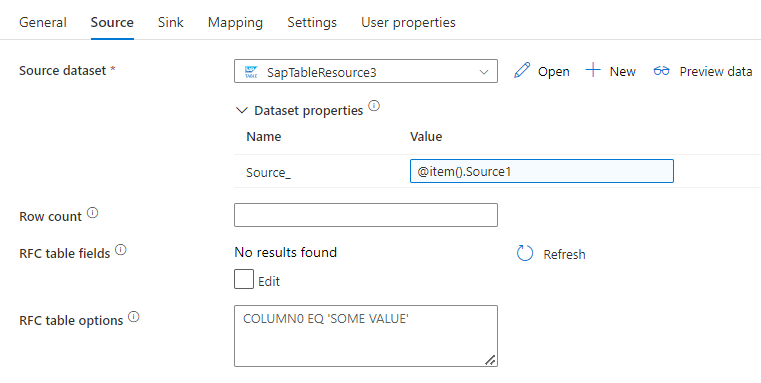 General Source Sink Mapping Settings User properties
Source dataset * SAP TABLE SapTableResource3 Open New Preview data
Dataset properties
Name Value
Source_ @item().Source1
Row count
RFC table fields No results found Refresh
Edit
RFC table options COLUMN0 EQ 'SOME VALUE'